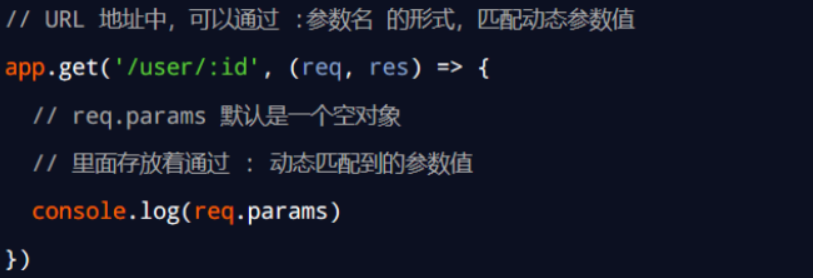 // URL 地址中，可以通过 :参数名 的形式，匹配动态参数值
app.get('/user/:id', (req, res) => {
// req.params 默认是一个空对象
// 里面存放着通过 : 动态匹配到的参数值
console.log(req.params)
})